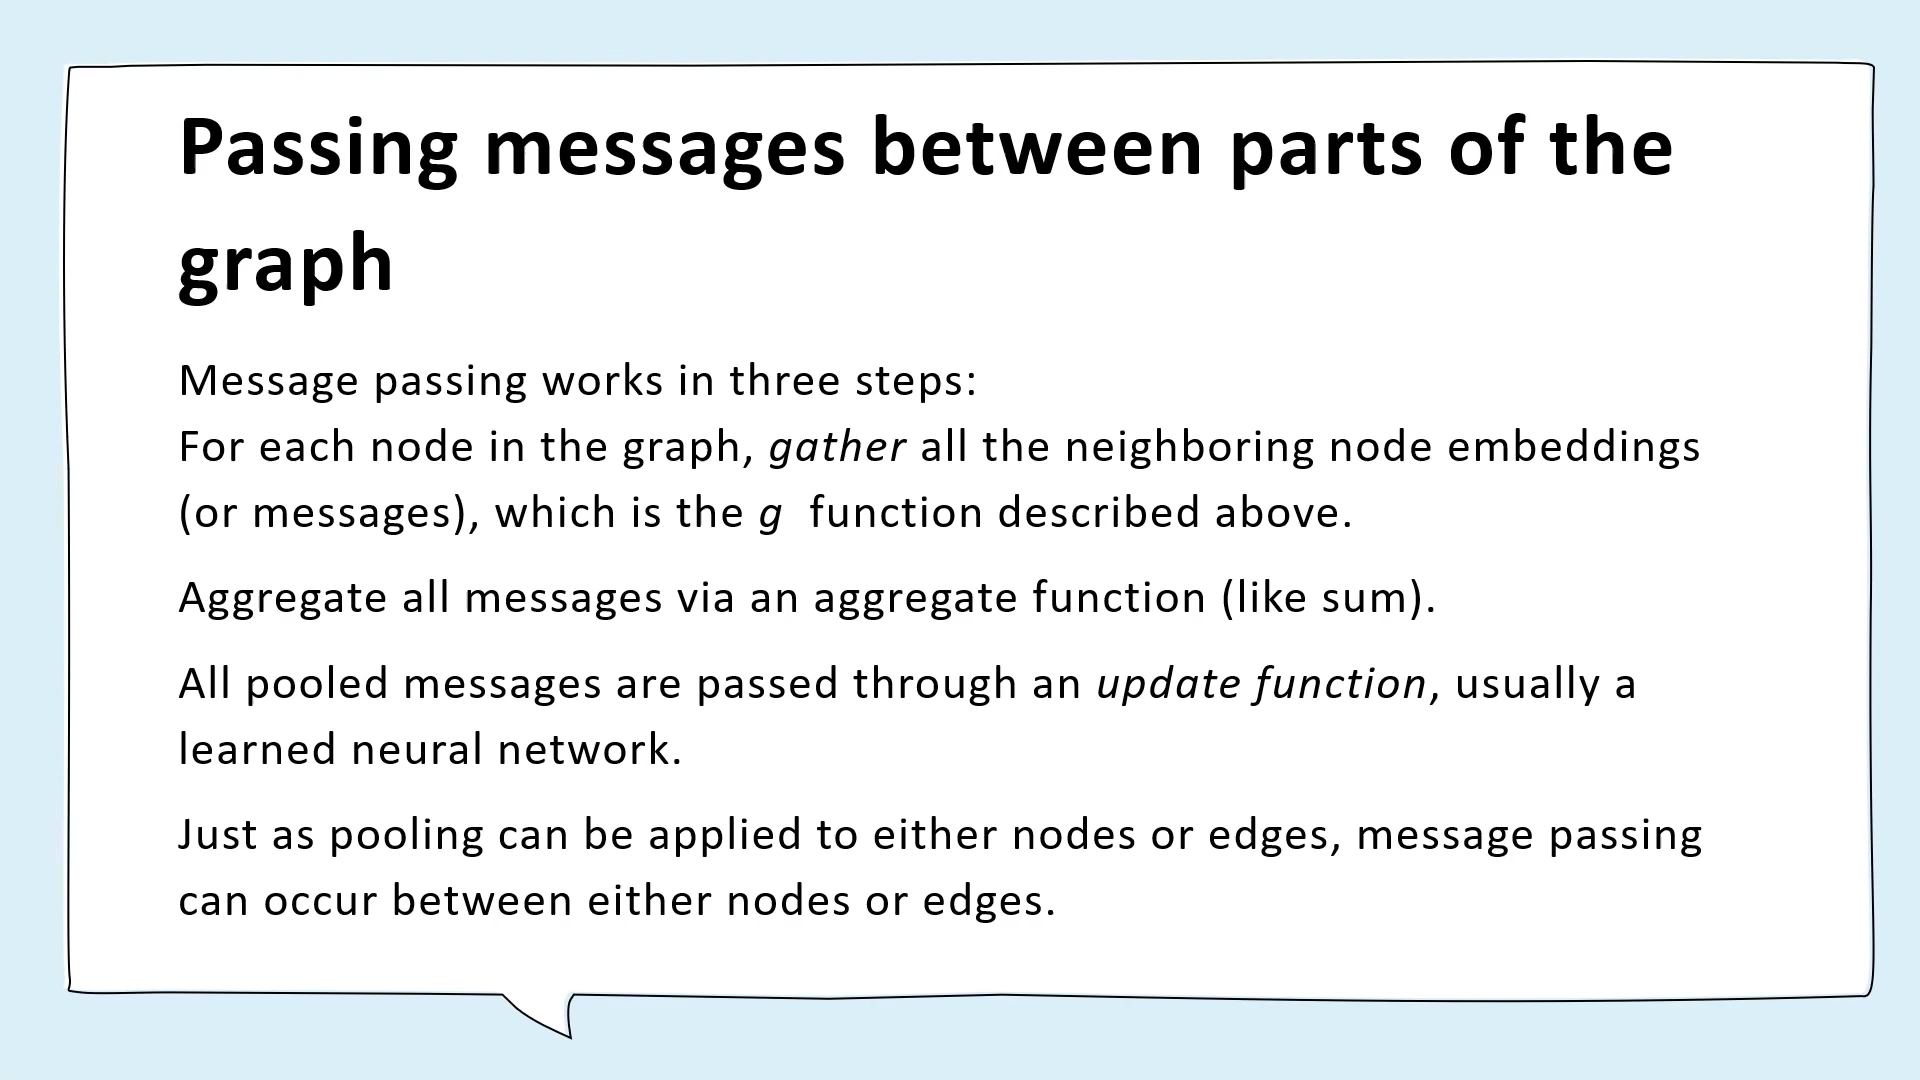 Passing messages between parts of the
graph
Message passing works in three steps:
For each node in the graph, gather all the neighboring node embeddings
(or messages), which is the g function described above.
Aggregate all messages via an aggregate function (like sum).
All pooled messages are passed through an update function, usually a
learned neural network.
Just as pooling can be applied to either nodes or edges, message passing
can occur between either nodes or edges.